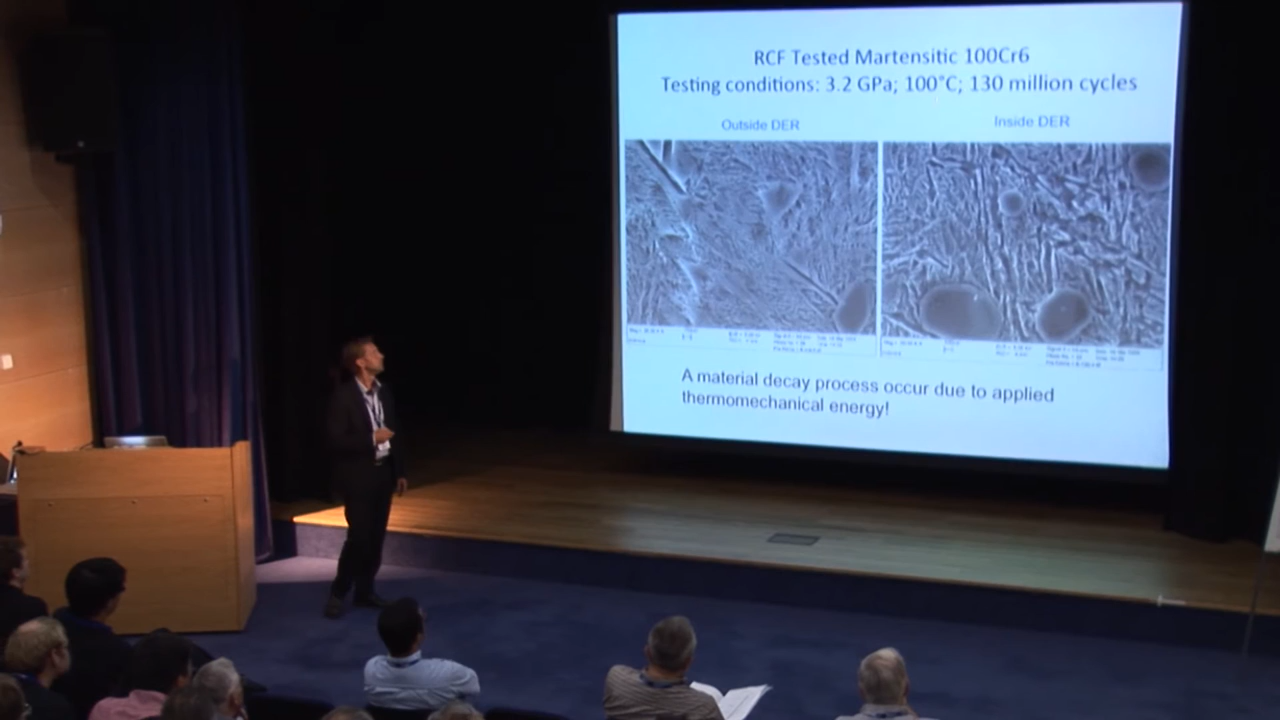 RCF Tested Martensitic 100Cr6
Testing conditions: 3.2 GPa; 100°C; 130 million cycles
Outside DER
Inside DER
A material decay process occur due to applied
thermomechanical energy!